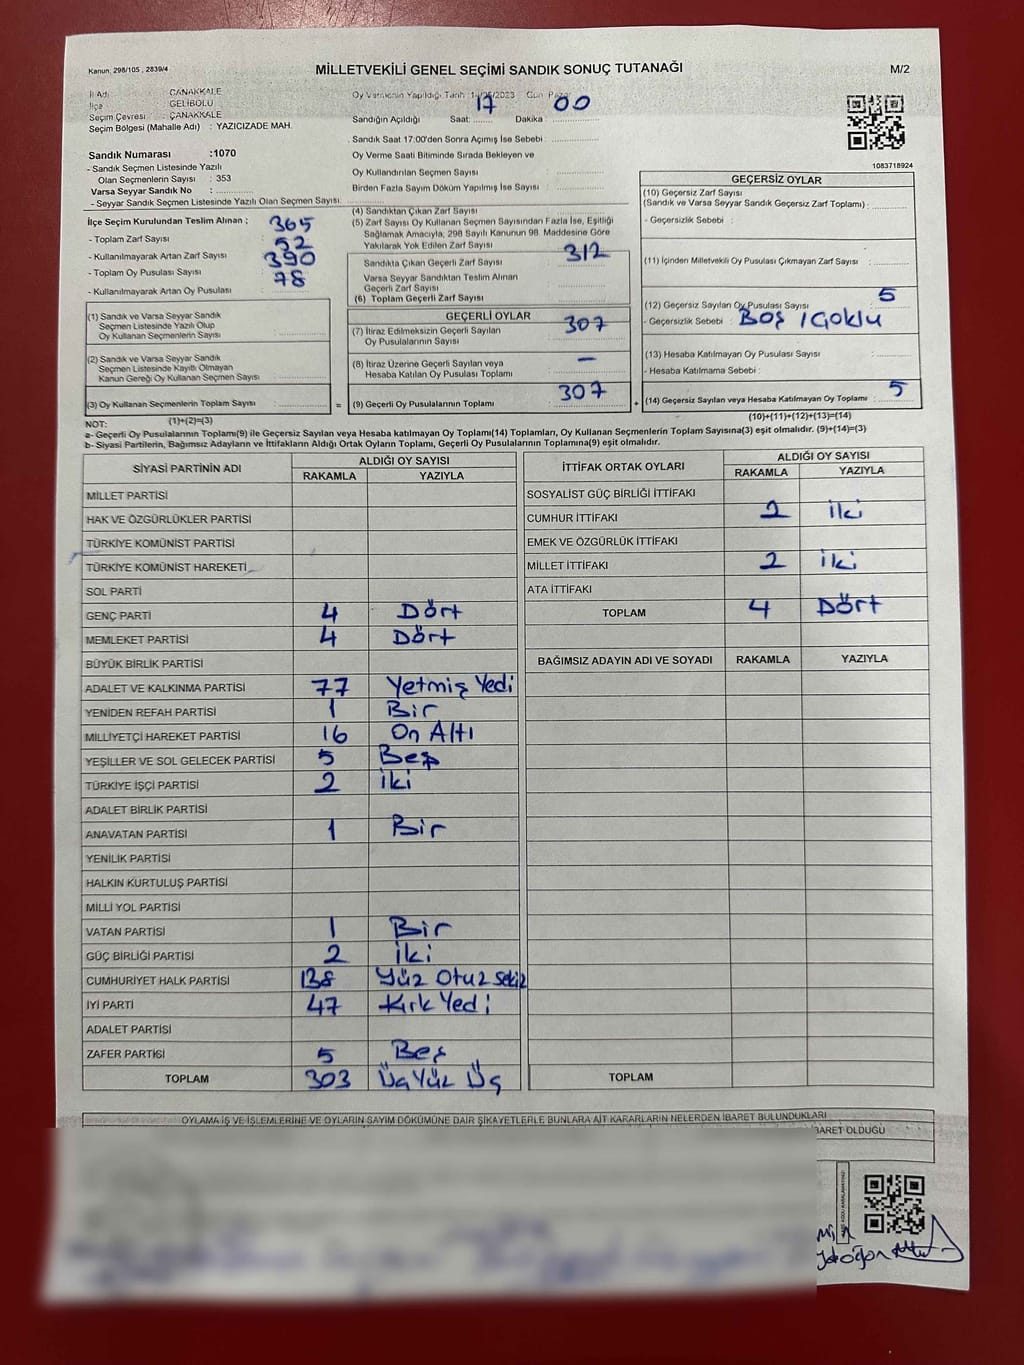 Kanun: 298/105 , 2839/4
MİLLETVEKİLİ GENEL SEÇİMİ SANDIK SONUÇ TUTANAĞI
M/2
İl Adı : ÇANAKKALE
İlçe : GELİBOLU
Seçim Çevresi : ÇANAKKALE
Seçim Bölgesi (Mahalle Adı) : YAZICIZADE MAH.
Sandık Numarası :1070
- Sandık Seçmen Listesinde Yazılı
Olan Seçmenlerin Sayısı : 353
Varsa Seyyar Sandık No :
- Seyyar Sandık Seçmen Listesinde Yazılı Olan Seçmen Sayısı:
Oy Vermenin Yapıldığı Tarih: 14/05/2023 Gün: Pazar
Sandığın Açıldığı Saat: 17 Dakika : 00
Sandık Saat 17:00'den Sonra Açımış İse Sebebi :
Oy Verme Saati Bitiminde Sırada Bekleyen ve
Oy Kullandırılan Seçmen Sayısı :
Birden Fazla Sayım Döküm Yapılmış İse Sayısı :
1083718924
İlçe Seçim Kurulundan Teslim Alınan ;
- Toplam Zarf Sayısı : 365
- Kullanılmayarak Artan Zarf Sayısı : 52
- Toplam Oy Pusulası Sayısı : 390
- Kullanılmayarak Artan Oy Pusulası : 78
(4) Sandıktan Çıkan Zarf Sayısı :
(5) Zarf Sayısı Oy Kullanan Seçmen Sayısından Fazla İse, Eşitliği
Sağlamak Amacıyla; 298 Sayılı Kanunun 98. Maddesine Göre
Yakılarak Yok Edilen Zarf Sayısı :
Sandıkta Çıkan Geçerli Zarf Sayısı : 312
Varsa Seyyar Sandıktan Teslim Alınan
Geçerli Zarf Sayısı :
(6) Toplam Geçerli Zarf Sayısı :
GEÇERSİZ OYLAR
(10) Geçersiz Zarf Sayısı
(Sandık ve Varsa Seyyar Sandık Geçersiz Zarf Toplamı) :
- Geçersizlik Sebebi :
(11) İçinden Milletvekili Oy Pusulası Çıkmayan Zarf Sayısı :
(12) Geçersiz Sayılan Oy Pusulası Sayısı : 5
- Geçersizlik Sebebi : Boş / Çoklu
(13) Hesaba Katılmayan Oy Pusulası Sayısı :
- Hesaba Katılmama Sebebi :
(14) Geçersiz Sayılan veya Hesaba Katılmayan Oy Toplamı : 5
(10)+(11)+(12)+(13)=(14)
(1) Sandık ve Varsa Seyyar Sandık
Seçmen Listesinde Yazılı Olup
Oy Kullanan Seçmenlerin Sayısı :
(2) Sandık ve Varsa Seyyar Sandık
Seçmen Listesinde Kayıtlı Olmayan
Kanun Gereği Oy Kullanan Seçmen Sayısı :
(3) Oy Kullanan Seçmenlerin Toplam Sayısı : =
(1)+(2)=(3)
GEÇERLİ OYLAR
(7) İtiraz Edilmeksizin Geçerli Sayılan
Oy Pusulalarının Sayısı : 307
(8) İtiraz Üzerine Geçerli Sayılan veya
Hesaba Katılan Oy Pusulası Toplamı : —
(9) Geçerli Oy Pusulalarının Toplamı : 307 +
NOT:
a- Geçerli Oy Pusulalarının Toplamı(9) ile Geçersiz Sayılan veya Hesaba Katılmayan Oy Toplamı(14) Toplamları, Oy Kullanan Seçmenlerin Toplam Sayısına(3) eşit olmalıdır. (9)+(14)=(3)
b- Siyasi Partilerin, Bağımsız Adayların ve İttifakların Aldığı Ortak Oyların Toplamı, Geçerli Oy Pusulalarının Toplamına(9) eşit olmalıdır.
SİYASİ PARTİNİN ADI ALDIĞI OY SAYISI
RAKAMLA YAZIYLA
MİLLET PARTİSİ
HAK VE ÖZGÜRLÜKLER PARTİSİ
TÜRKİYE KOMÜNİST PARTİSİ
TÜRKİYE KOMÜNİST HAREKETİ
SOL PARTİ
GENÇ PARTİ 4 Dört
MEMLEKET PARTİSİ 4 Dört
BÜYÜK BİRLİK PARTİSİ
ADALET VE KALKINMA PARTİSİ 77 Yetmiş Yedi
YENİDEN REFAH PARTİSİ 1 Bir
MİLLİYETÇİ HAREKET PARTİSİ 16 On Altı
YEŞİLLER VE SOL GELECEK PARTİSİ 5 Beş
TÜRKİYE İŞÇİ PARTİSİ 2 iki
ADALET BİRLİK PARTİSİ
ANAVATAN PARTİSİ 1 Bir
YENİLİK PARTİSİ
HALKIN KURTULUŞ PARTİSİ
MİLLİ YOL PARTİSİ
VATAN PARTİSİ 1 Bir
GÜÇ BİRLİĞİ PARTİSİ 2 İki
CUMHURİYET HALK PARTİSİ 138 Yüz Otuz Sekiz
İYİ PARTİ 47 Kırk Yedi
ADALET PARTİSİ
ZAFER PARTİSİ 5 Beş
TOPLAM 303 Üç Yüz Üç
İTTİFAK ORTAK OYLARI ALDIĞI OY SAYISI
RAKAMLA YAZIYLA
SOSYALİST GÜÇ BİRLİĞİ İTTİFAKI
CUMHUR İTTİFAKI 2 iki
EMEK VE ÖZGÜRLÜK İTTİFAKI
MİLLET İTTİFAKI 2 iki
ATA İTTİFAKI
TOPLAM 4 Dört
BAĞIMSIZ ADAYIN ADI VE SOYADI RAKAMLA YAZIYLA
TOPLAM
OYLAMA İŞ VE İŞLEMLERİNE VE OYLARIN SAYIM DÖKÜMÜNE DAİR ŞİKAYETLERLE BUNLARA AİT KARARLARIN NELERDEN İBARET BULUNDUKLARI
BARET OLDUĞU